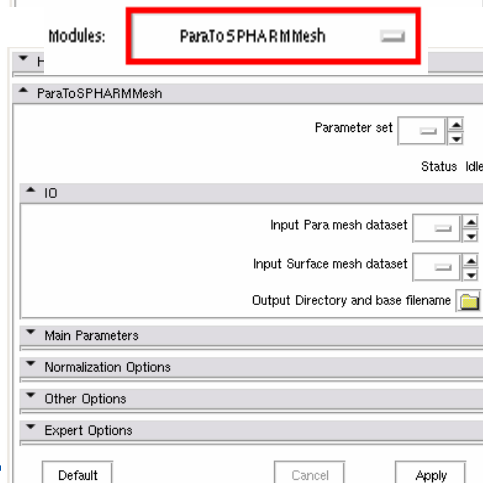 Modules: ParaToSPHARMMesh
H
ParaToSPHARMMesh
Parameter set
Status Idle
IO
Input Para mesh dataset
Input Surface mesh dataset
Output Directory and base filename
Main Parameters
Normalization Options
Other Options
Expert Options
Default Cancel Apply